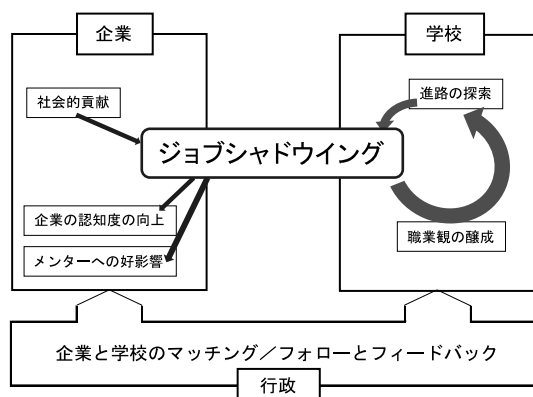 企業
学校
社会的貢献
進路の探索
ジョブシャドウイング
企業の認知度の向上
職業観の醸成
メンターへの好影響
企業と学校のマッチング／フォローとフィードバック
行政